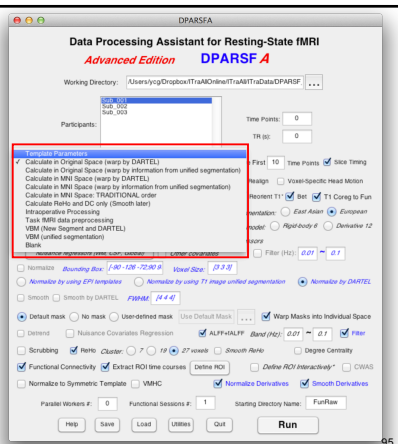 DPARSFA
Data Processing Assistant for Resting-State fMRI
Advanced Edition DPARSF A
Working Directory: /Users/ycg/Dropbox/ITraAllOnline/ITraAll/ITraData/DPARSF ...
Participants:
Sub_001
Sub_002
Sub_003
Time Points: 0
TR (s): 0
Template Parameters
✓ Calculate in Original Space (warp by DARTEL)
Calculate in Original Space (warp by information from unified segmentation)
Calculate in MNI Space (warp by DARTEL)
Calculate in MNI Space (warp by information from unified segmentation)
Calculate in MNI Space: TRADITIONAL order
Calculate ReHo and DC only (Smooth later)
Intraoperative Processing
Task fMRI data preprocessing
VBM (New Segment and DARTEL)
VBM (unified segmentation)
Blank
First 10 Time Points Slice Timing
Realign Voxel-Specific Head Motion
Reorient T1* Bet T1 Coreg to Fun
mentation: East Asian European
model: Rigid-body 6 Derivative 12
ssors
Nuisance regression (WM, CSF, Global) Other covariates Filter (Hz): 0.01 ~ 0.1
Normalize Bounding Box: [-90 -126 -72;90 9 Voxel Size: [3 3 3]
Normalize by using EPI templates Normalize by using T1 image unified segmentation Normalize by DARTEL
Smooth Smooth by DARTEL FWHM: [4 4 4]
Default mask No mask User-defined mask Use Default Mask ... Warp Masks into Individual Space
Detrend Nuisance Covariates Regression ALFF+fALFF Band (Hz): 0.01 ~ 0.1 Filter
Scrubbing ReHo Cluster: 7 19 27 voxels Smooth ReHo Degree Centrality
Functional Connectivity Extract ROI time courses Define ROI Define ROI Interactively* CWAS
Normalize to Symmetric Template VMHC Normalize Derivatives Smooth Derivatives
Parallel Workers #: 0 Functional Sessions #: 1 Starting Directory Name: FunRaw
Help Save Load Utilities Quit Run
95